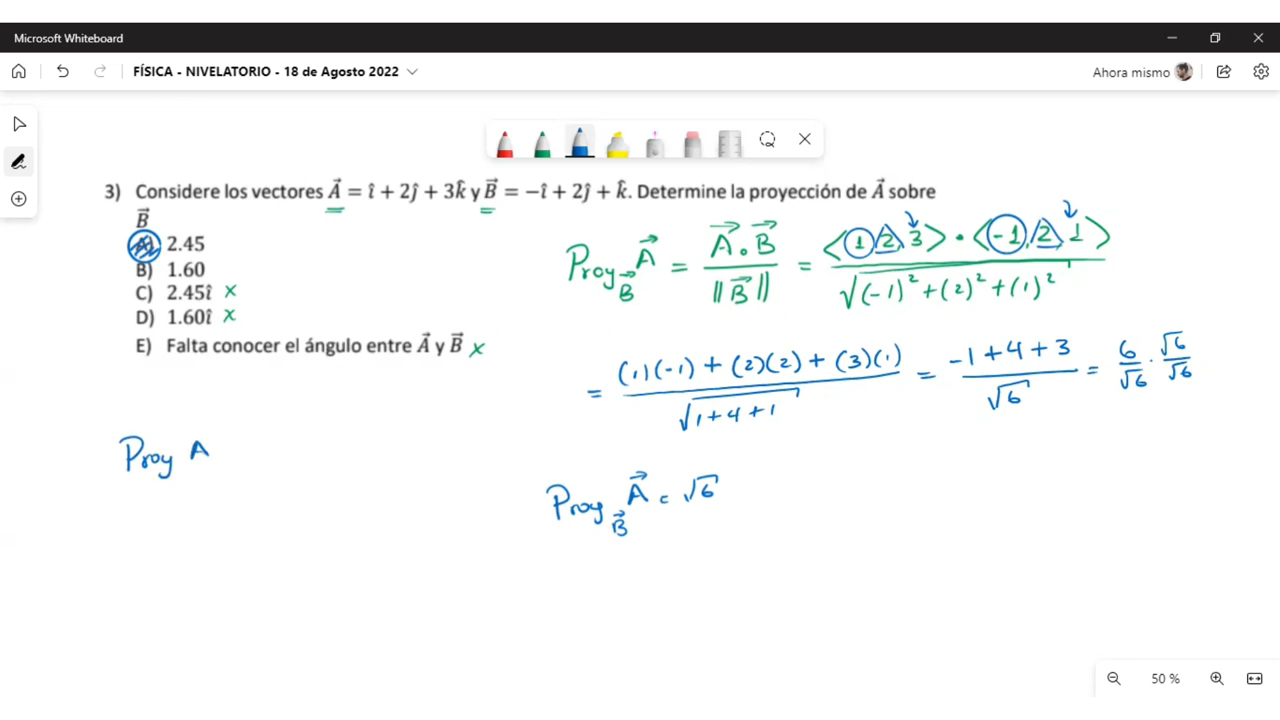 Microsoft Whiteboard
FÍSICA - NIVELATORIO - 18 de Agosto 2022
Ahora mismo
3) Considere los vectores A⃗ = î + 2ĵ + 3k̂ y B⃗ = −î + 2ĵ + k̂. Determine la proyección de A⃗ sobre
B⃗
A) 2.45
B) 1.60
C) 2.45î x
D) 1.60î x
E) Falta conocer el ángulo entre A⃗ y B⃗ x
Proy_B⃗ A⃗ = (A⃗ · B⃗) / ||B⃗|| = <1, 2, 3> · <-1, 2, 1> / √((-1)² + (2)² + (1)²)
= ((1)(-1) + (2)(2) + (3)(1)) / √(1+4+1) = (-1+4+3) / √6 = 6/√6 · √6/√6
Proy A
Proy_B⃗ A⃗ = √6
50 %